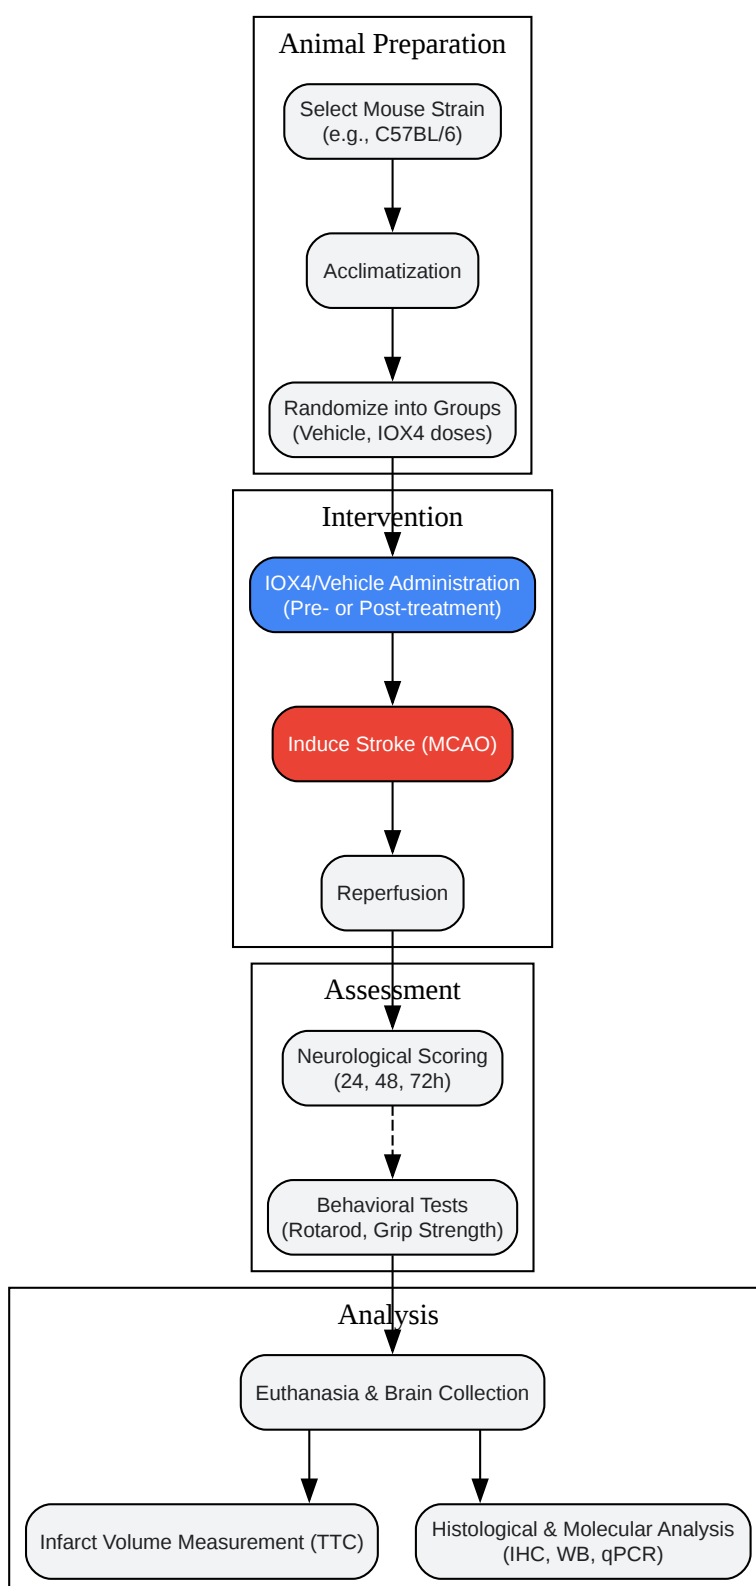 Animal Preparation
Select Mouse Strain
(e.g., C57BL/6)
Acclimatization
Randomize into Groups
(Vehicle, IOX4 doses)
Intervention
IOX4/Vehicle Administration
(Pre- or Post-treatment)
Induce Stroke (MCAO)
Reperfusion
Assessment
Neurological Scoring
(24, 48, 72h)
Behavioral Tests
(Rotarod, Grip Strength)
Analysis
Euthanasia & Brain Collection
Infarct Volume Measurement (TTC)
Histological & Molecular Analysis
(IHC, WB, qPCR)